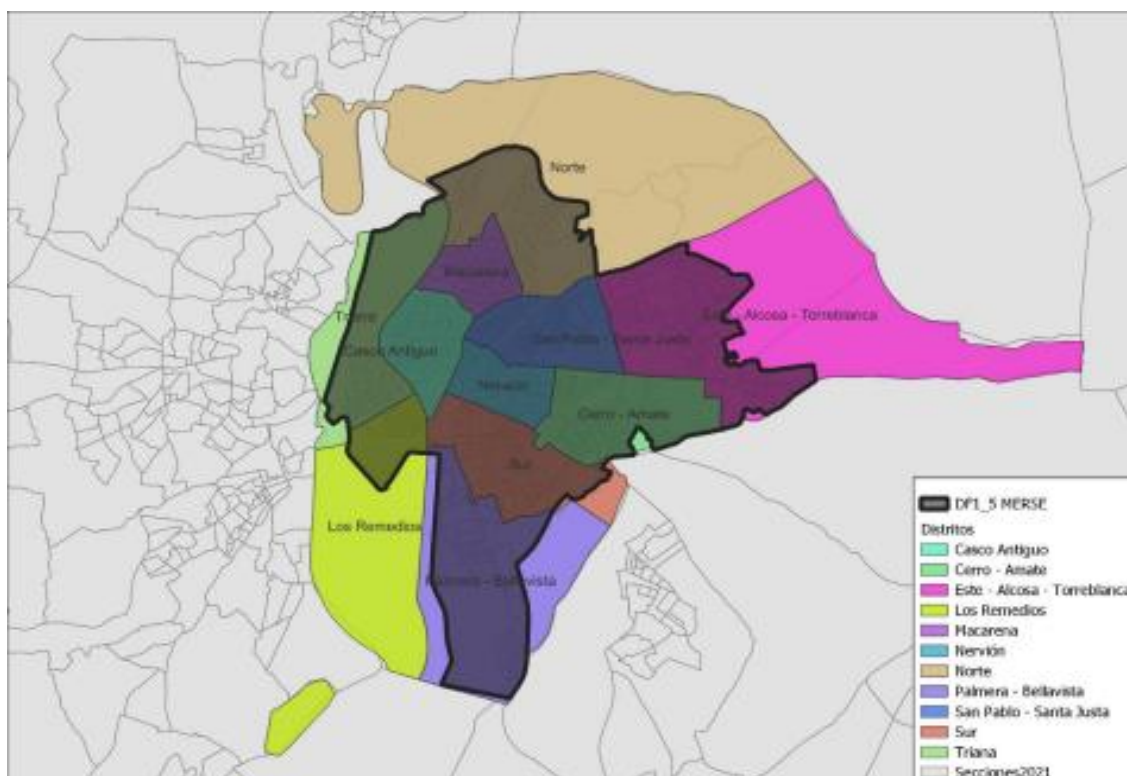 Norte
Macarena
Este - Alcosa - Torreblanca
Triana
San Pablo - Santa Justa
Casco Antiguo
Nervión
Cerro - Amate
Sur
Los Remedios
Palmera - Bellavista
DF1_5 MERSE
Distritos
Casco Antiguo
Cerro - Amate
Este - Alcosa - Torreblanca
Los Remedios
Macarena
Nervión
Norte
Palmera - Bellavista
San Pablo - Santa Justa
Sur
Triana
Secciones2021